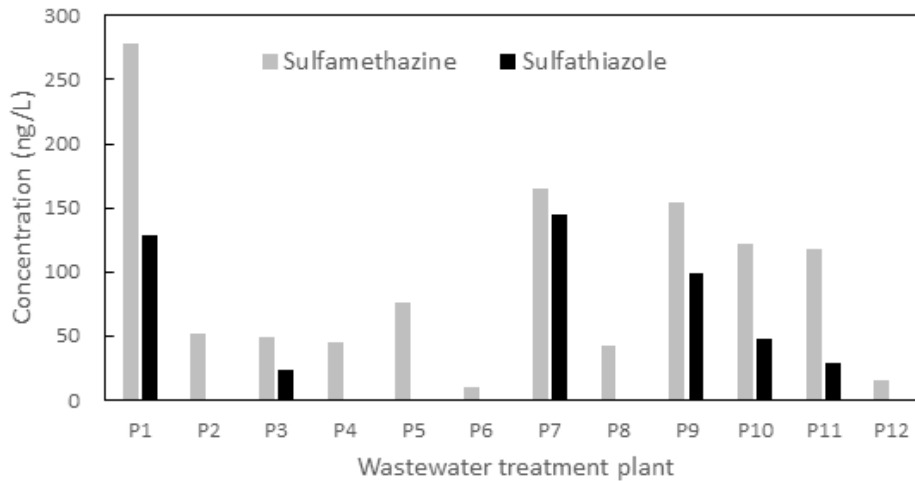 300
250
200
150
100
50
0
Concentration (ng/L)
Sulfamethazine Sulfathiazole
P1 P2 P3 P4 P5 P6 P7 P8 P9 P10 P11 P12
Wastewater treatment plant